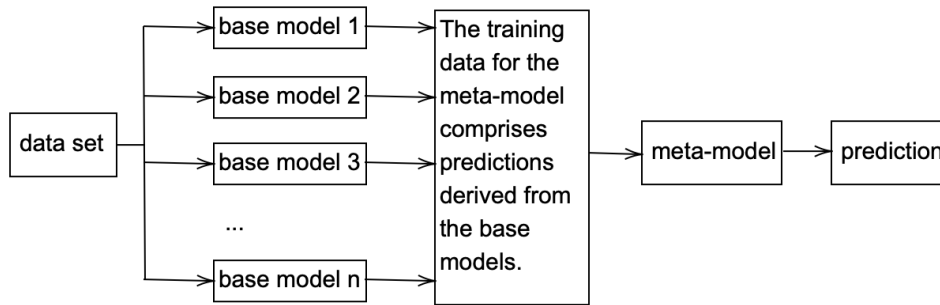 data set
base model 1
base model 2
base model 3
...
base model n
The training
data for the
meta-model
comprises
predictions
derived from
the base
models.
meta-model
prediction